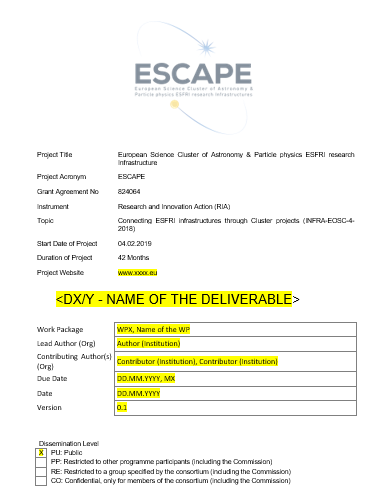 ESCAPE
European Science Cluster of Astronomy &
Particle physics ESFRI research infrastructures
Project Title European Science Cluster of Astronomy & Particle physics ESFRI research
Infrastructure
Project Acronym ESCAPE
Grant Agreement No 824064
Instrument Research and Innovation Action (RIA)
Topic Connecting ESFRI infrastructures through Cluster projects (INFRA-EOSC-4-
2018)
Start Date of Project 04.02.2019
Duration of Project 42 Months
Project Website www.xxxx.eu
<DX/Y - NAME OF THE DELIVERABLE>
Work Package WPX, Name of the WP
Lead Author (Org) Author (Institution)
Contributing Author(s)
(Org) Contributor (Institution), Contributor (Institution)
Due Date DD.MM.YYYY, MX
Date DD.MM.YYYY
Version 0.1
Dissemination Level
X PU: Public
PP: Restricted to other programme participants (including the Commission)
RE: Restricted to a group specified by the consortium (including the Commission)
CO: Confidential, only for members of the consortium (including the Commission)